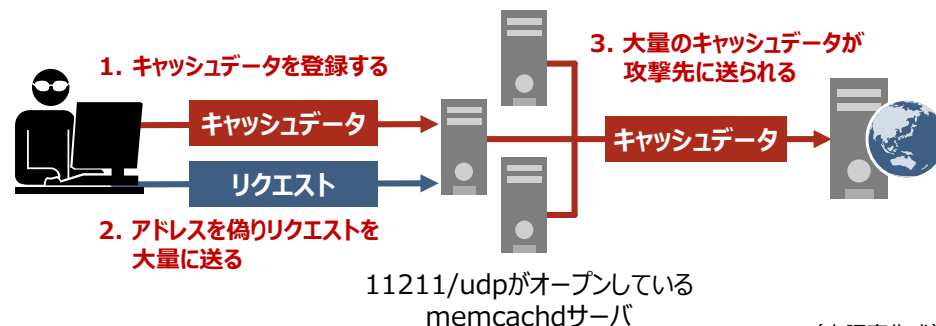 1. キャッシュデータを登録する
キャッシュデータ
リクエスト
2. アドレスを偽りリクエストを
大量に送る
3. 大量のキャッシュデータが
攻撃先に送られる
キャッシュデータ
11211/udpがオープンしている
memcachdサーバ